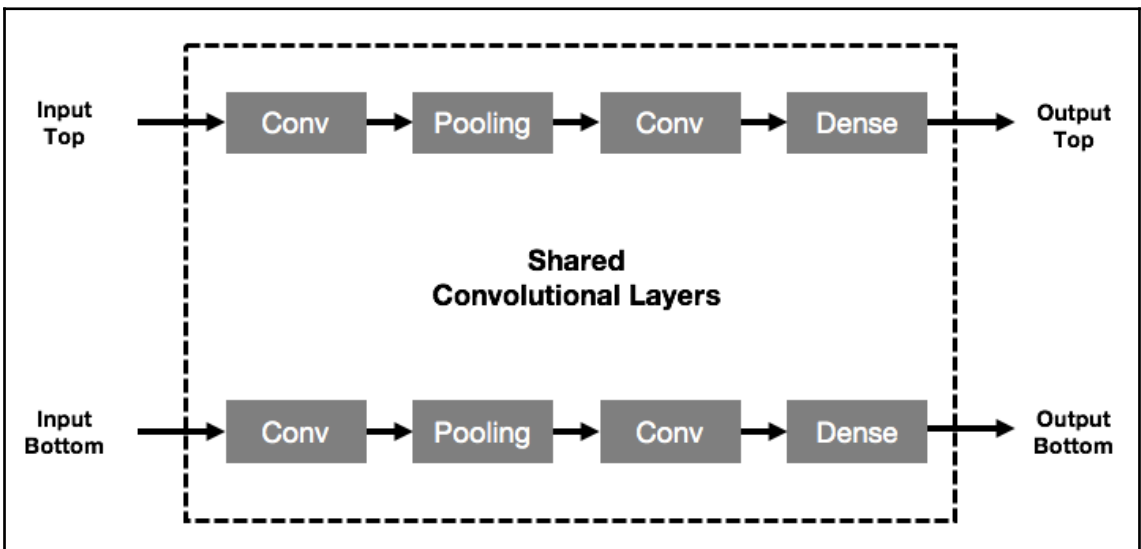 Input
Top
Conv
Pooling
Conv
Dense
Output
Top
Shared
Convolutional Layers
Input
Bottom
Conv
Pooling
Conv
Dense
Output
Bottom